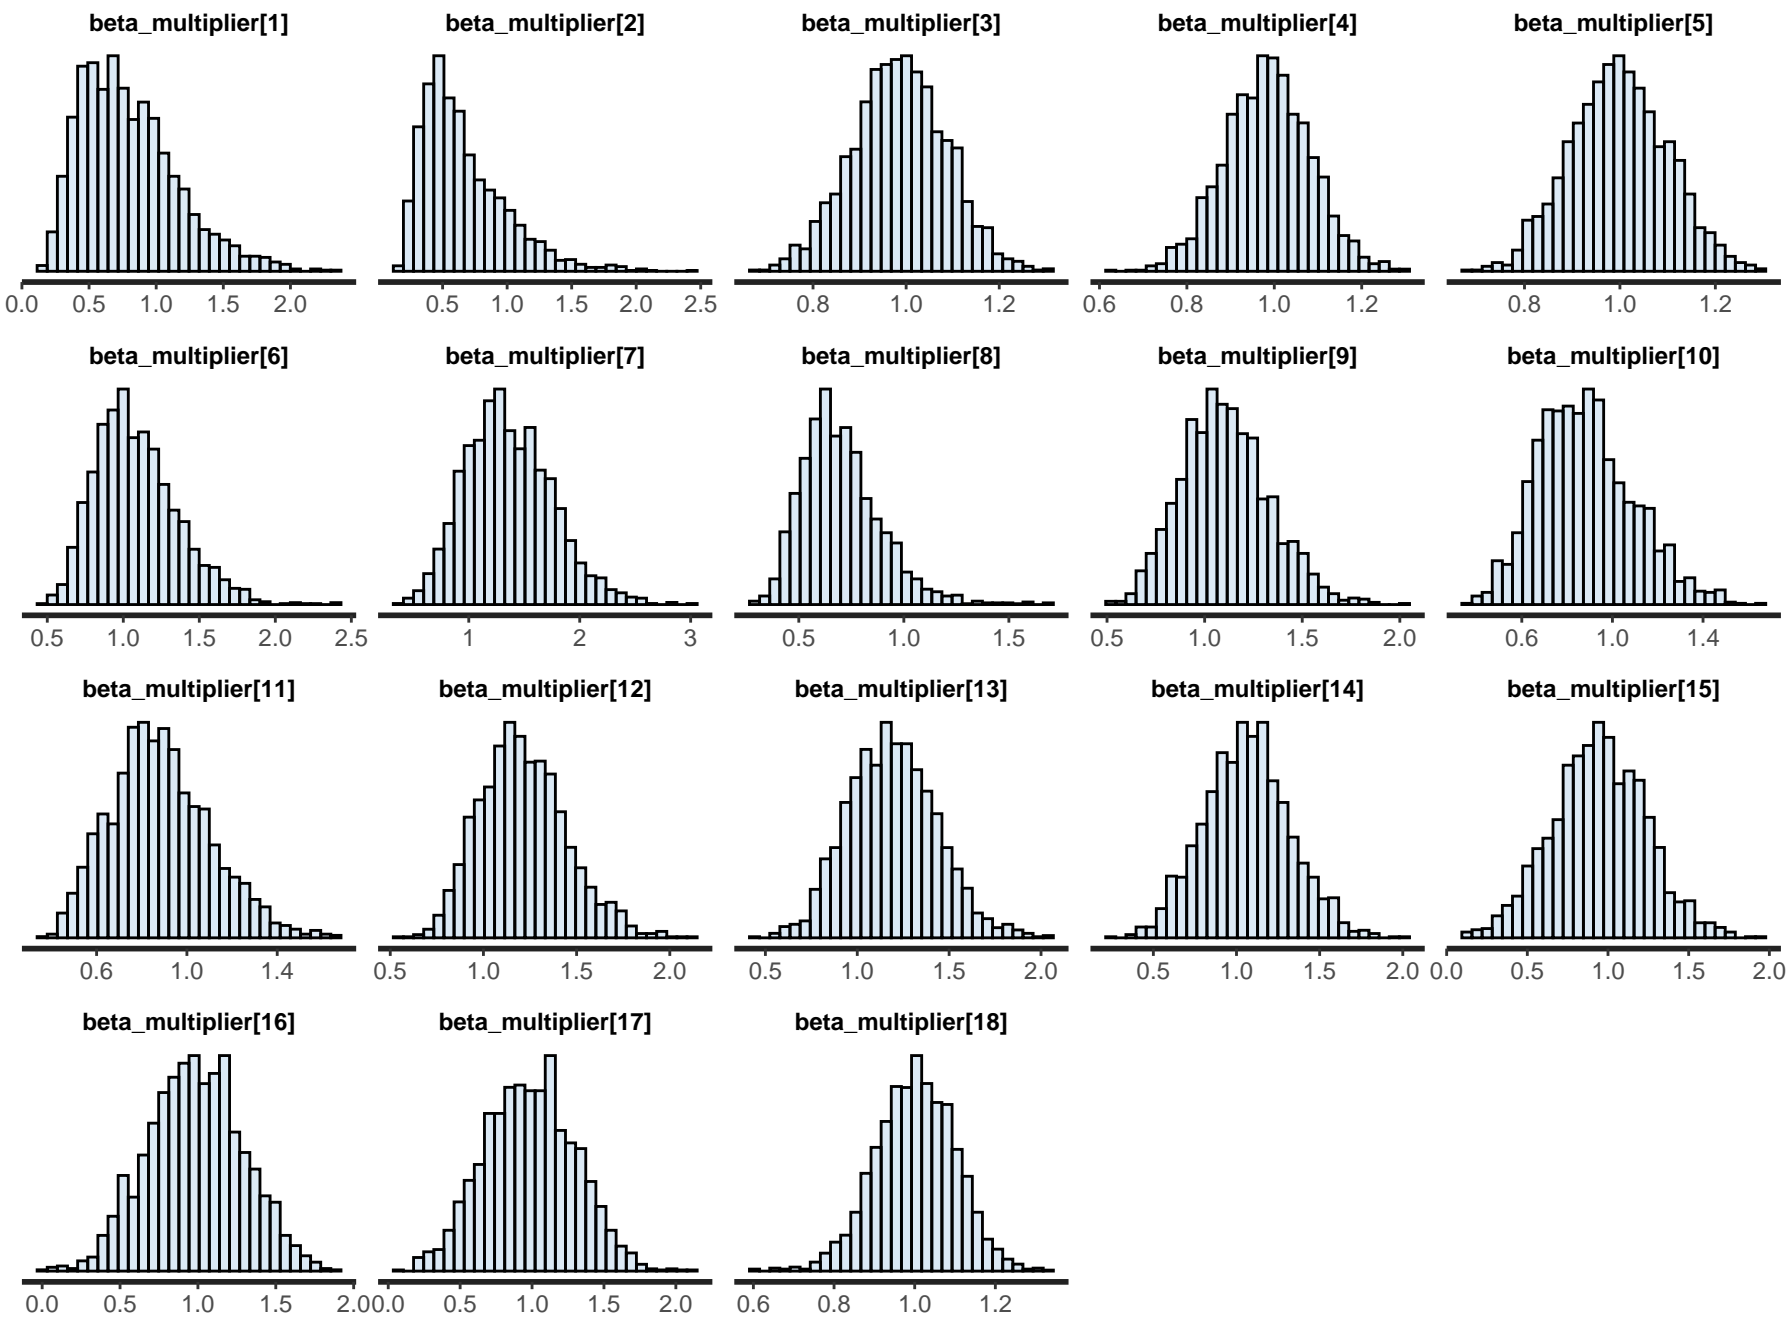 beta_multiplier[1] beta_multiplier[2] beta_multiplier[3] beta_multiplier[4] beta_multiplier[5]
0.0 0.5 1.0 1.5 2.0 0.5 1.0 1.5 2.0 2.5 0.8 1.0 1.2 0.6 0.8 1.0 1.2 0.8 1.0 1.2
beta_multiplier[6] beta_multiplier[7] beta_multiplier[8] beta_multiplier[9] beta_multiplier[10]
0.5 1.0 1.5 2.0 2.5 1 2 3 0.5 1.0 1.5 0.5 1.0 1.5 2.0 0.6 1.0 1.4
beta_multiplier[11] beta_multiplier[12] beta_multiplier[13] beta_multiplier[14] beta_multiplier[15]
0.6 1.0 1.4 0.5 1.0 1.5 2.0 0.5 1.0 1.5 2.0 0.5 1.0 1.5 2.0 0.0 0.5 1.0 1.5 2.0
beta_multiplier[16] beta_multiplier[17] beta_multiplier[18]
0.0 0.5 1.0 1.5 2.0 0.0 0.5 1.0 1.5 2.0 0.6 0.8 1.0 1.2